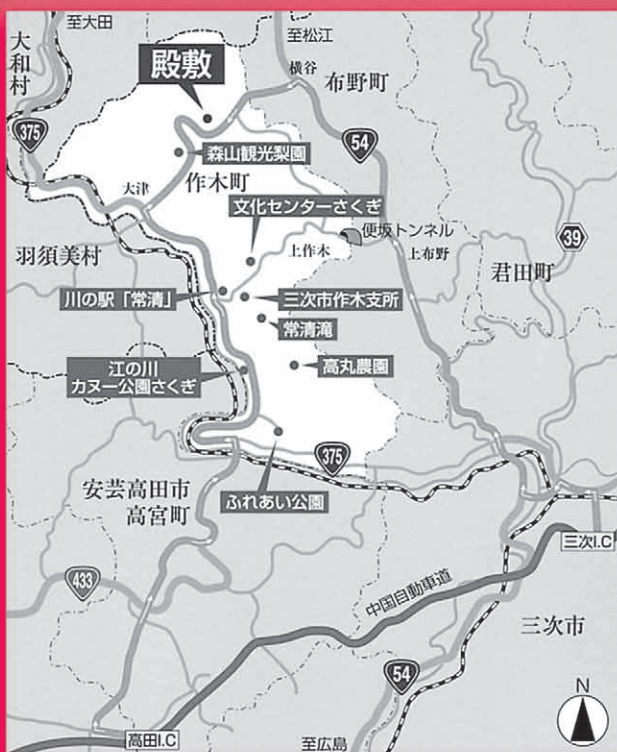 至大田
大和村
至松江
殿敷
横谷
布野町
375
54
森山観光梨園
大津
作木町
文化センターさくぎ
39
便坂トンネル
上作木
上布野
羽須美村
君田町
川の駅「常清」
三次市作木支所
常清滝
江の川
カヌー公園さくぎ
高丸農園
375
安芸高田市
高宮町
ふれあい公園
三次I.C
433
中国自動車道
三次市
54
N
高田I.C
至広島